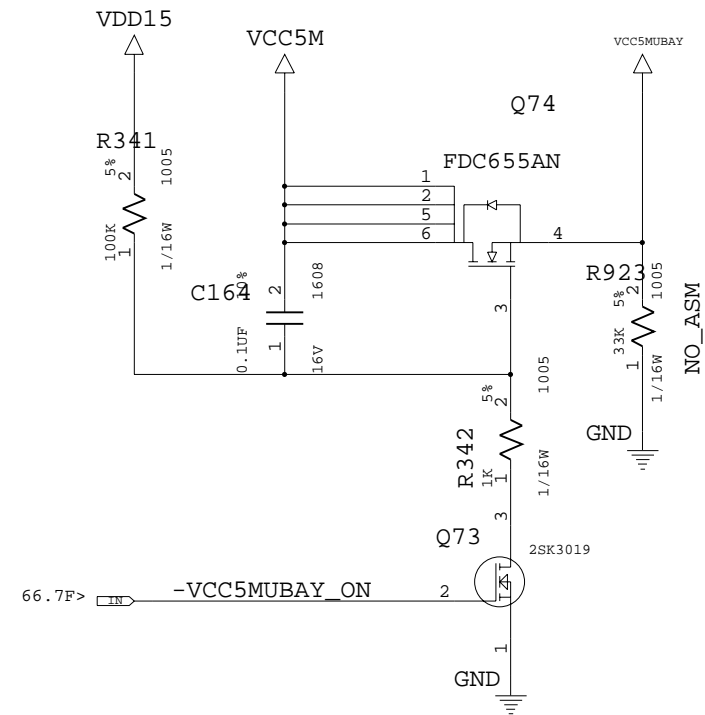 VDD15
VCC5M
VCC5MUBAY
Q74
R341
5%
2
1005
FDC655AN
1
2
5
6
4
100K
1
1/16W
C164
2
1608
3
R923
5%
2
1005
NO_ASM
0.1UF
1
16V
33K
1
1/16W
GND
5%
2
1005
R342
1K
1
1/16W
3
Q73
2SK3019
66.7F>
IN
-VCC5MUBAY_ON
2
1
GND